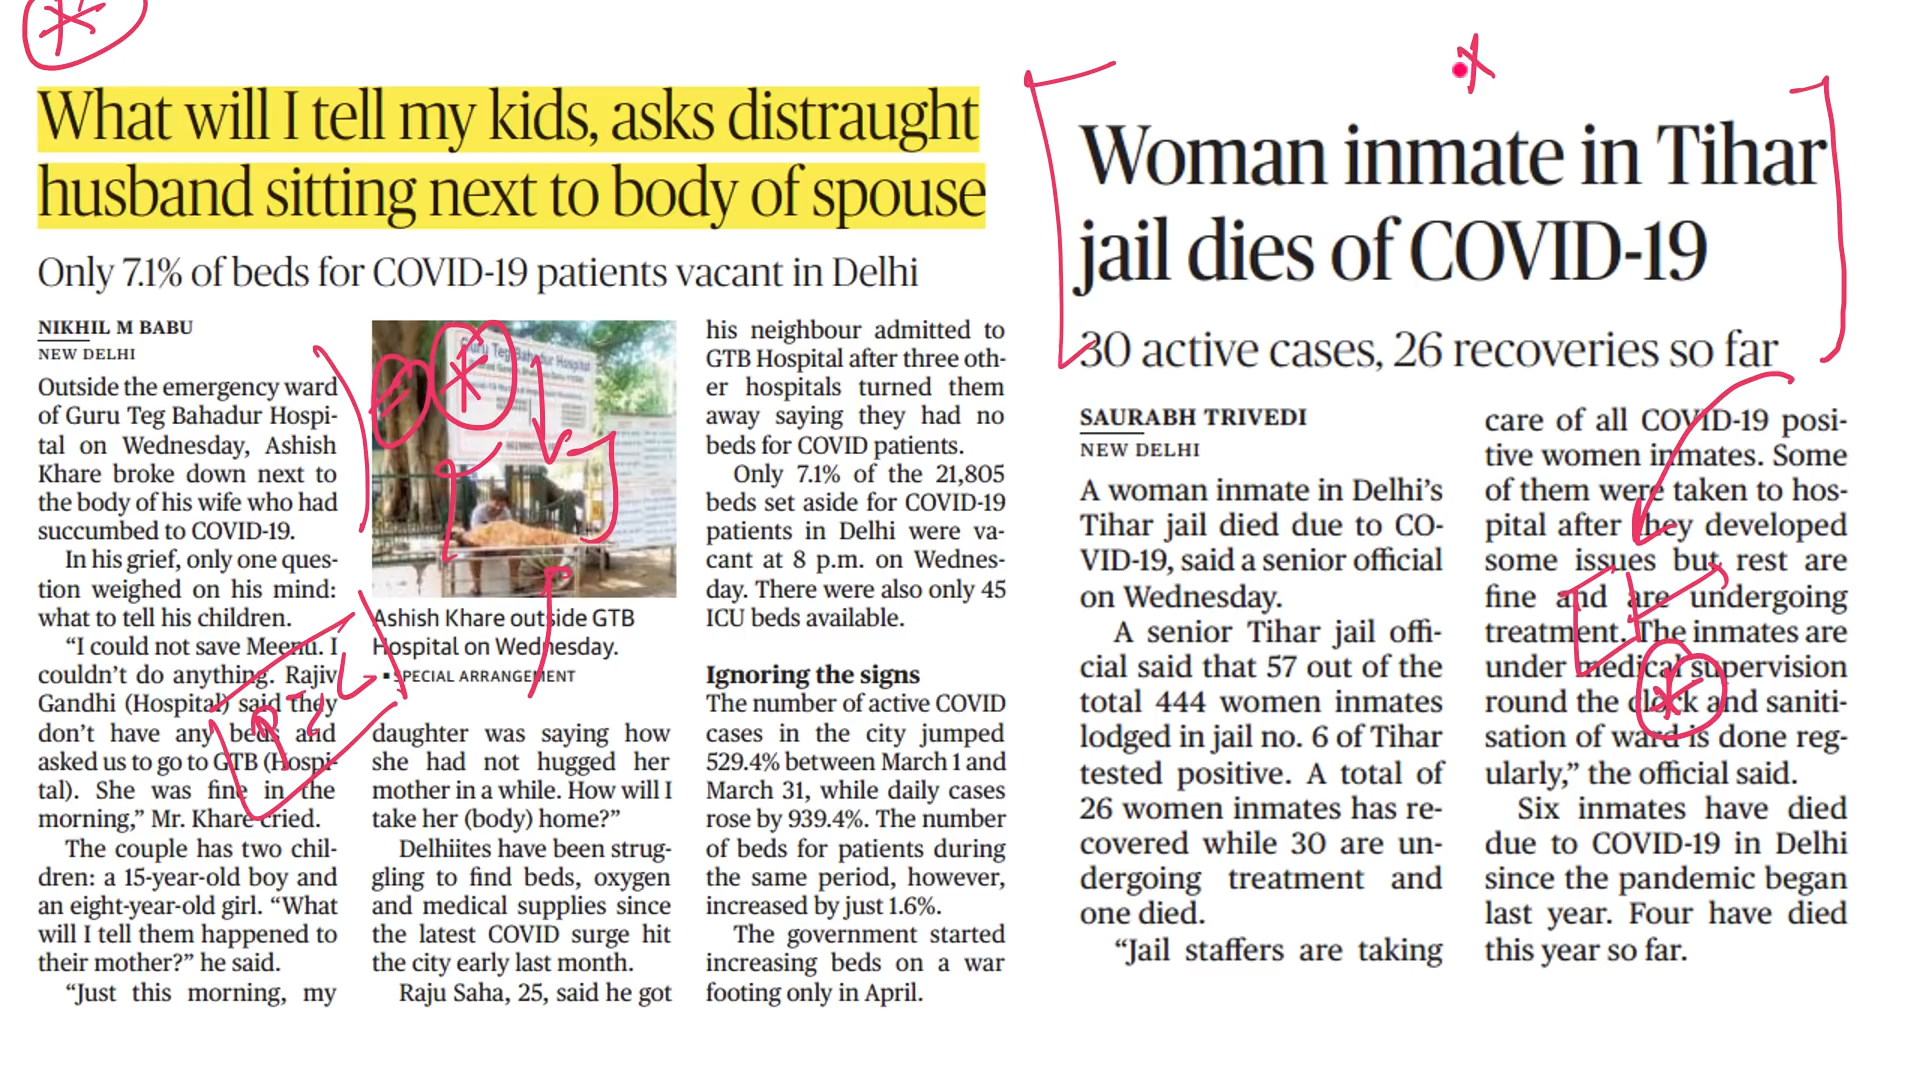 What will I tell my kids, asks distraught
husband sitting next to body of spouse
Only 7.1% of beds for COVID-19 patients vacant in Delhi
NIKHIL M BABU
NEW DELHI
Outside the emergency ward
of Guru Teg Bahadur Hospi-
tal on Wednesday, Ashish
Khare broke down next to
the body of his wife who had
succumbed to COVID-19.
In his grief, only one ques-
tion weighed on his mind:
what to tell his children.
“I could not save Meenu. I
couldn’t do anything. Rajiv
Gandhi (Hospital) said they
don’t have any beds and
asked us to go to GTB (Hospi-
tal). She was fine in the
morning,” Mr. Khare cried.
The couple has two chil-
dren: a 15-year-old boy and
an eight-year-old girl. “What
will I tell them happened to
their mother?” he said.
“Just this morning, my
Guru Teg Bahadur Hospital
Ashish Khare outside GTB
Hospital on Wednesday.
▪ SPECIAL ARRANGEMENT
daughter was saying how
she had not hugged her
mother in a while. How will I
take her (body) home?”
Delhiites have been strug-
gling to find beds, oxygen
and medical supplies since
the latest COVID surge hit
the city early last month.
Raju Saha, 25, said he got
his neighbour admitted to
GTB Hospital after three oth-
er hospitals turned them
away saying they had no
beds for COVID patients.
Only 7.1% of the 21,805
beds set aside for COVID-19
patients in Delhi were va-
cant at 8 p.m. on Wednes-
day. There were also only 45
ICU beds available.
Ignoring the signs
The number of active COVID
cases in the city jumped
529.4% between March 1 and
March 31, while daily cases
rose by 939.4%. The number
of beds for patients during
the same period, however,
increased by just 1.6%.
The government started
increasing beds on a war
footing only in April.
Woman inmate in Tihar
jail dies of COVID-19
30 active cases, 26 recoveries so far
SAURABH TRIVEDI
NEW DELHI
A woman inmate in Delhi’s
Tihar jail died due to CO-
VID-19, said a senior official
on Wednesday.
A senior Tihar jail offi-
cial said that 57 out of the
total 444 women inmates
lodged in jail no. 6 of Tihar
tested positive. A total of
26 women inmates has re-
covered while 30 are un-
dergoing treatment and
one died.
“Jail staffers are taking
care of all COVID-19 posi-
tive women inmates. Some
of them were taken to hos-
pital after they developed
some issues but rest are
fine and are undergoing
treatment. The inmates are
under medical supervision
round the clock and saniti-
sation of ward is done reg-
ularly,” the official said.
Six inmates have died
due to COVID-19 in Delhi
since the pandemic began
last year. Four have died
this year so far.